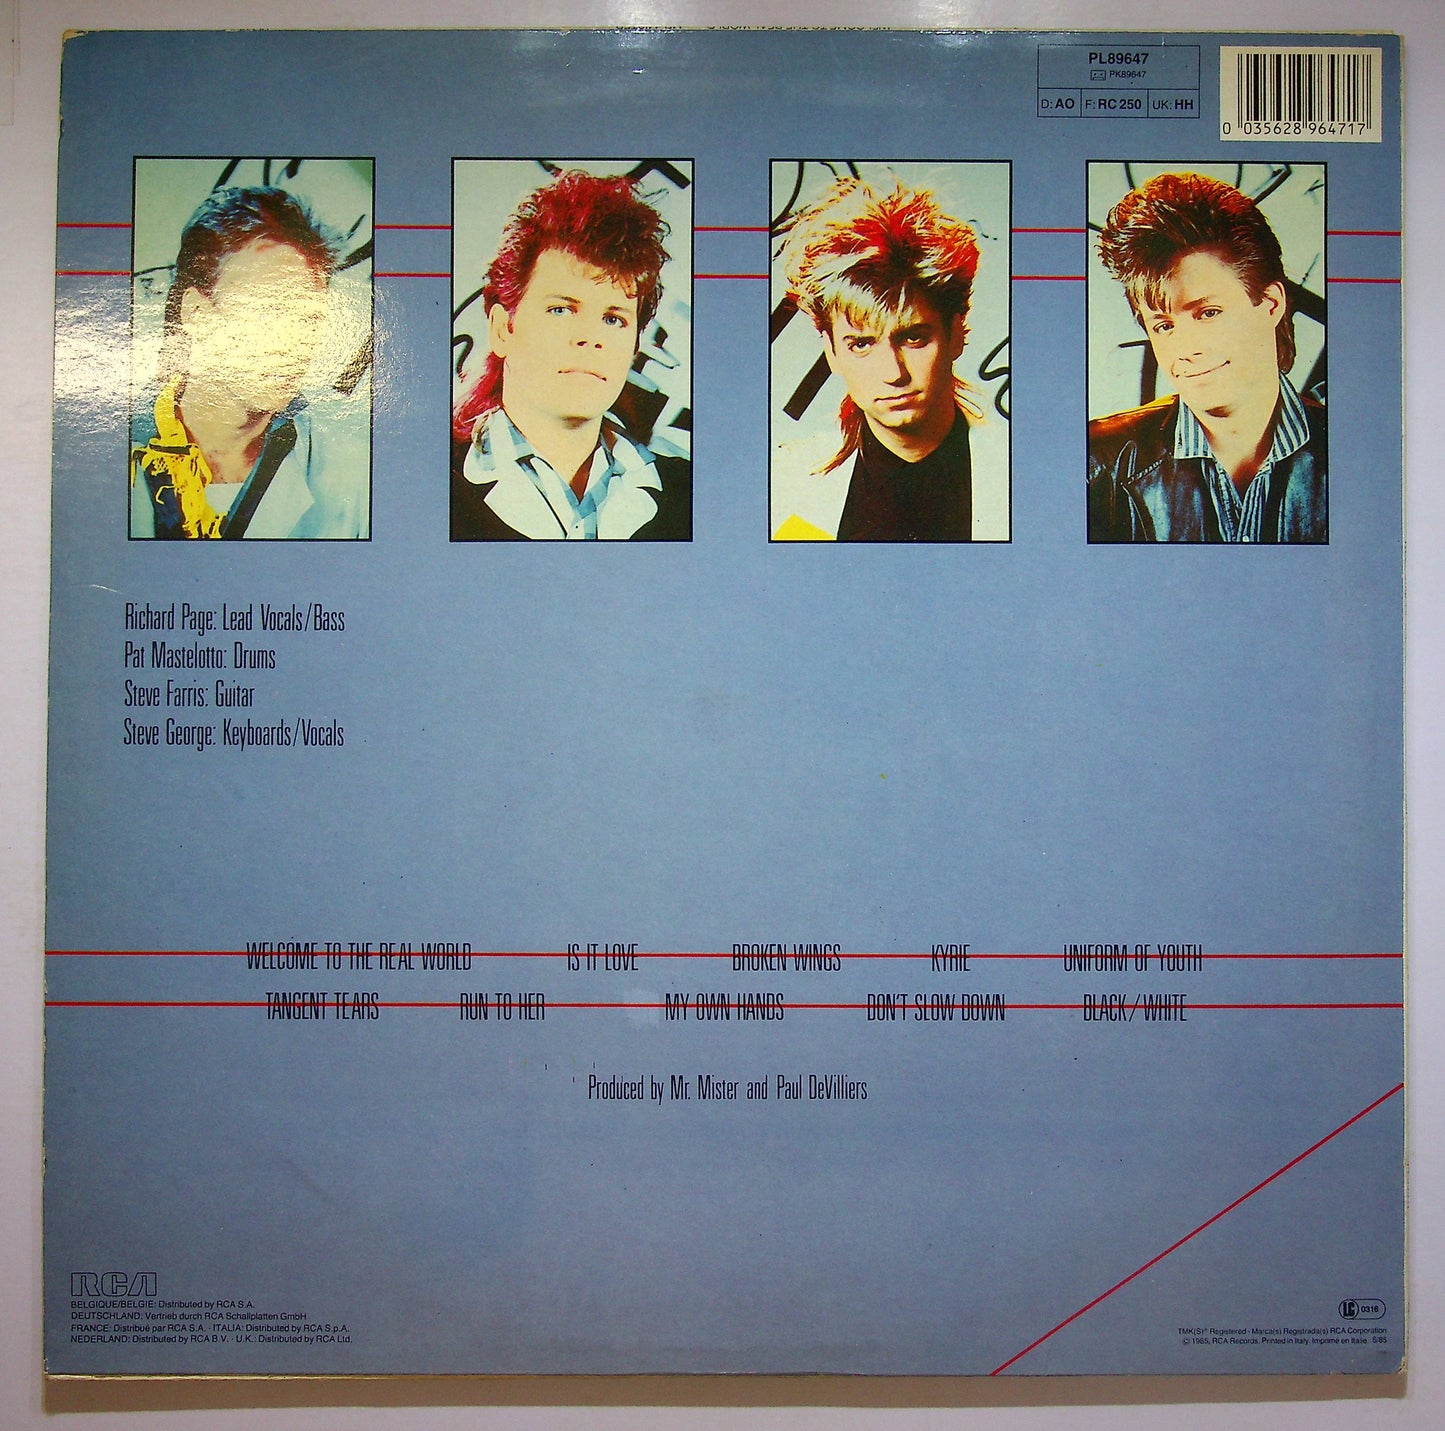 PL89647
PK89647
D: AO F: RC 250 UK: HH
0 035628 964717
Richard Page: Lead Vocals/Bass
Pat Mastelotto: Drums
Steve Farris: Guitar
Steve George: Keyboards/Vocals
WELCOME TO THE REAL WORLD IS IT LOVE BROKEN WINGS KYRIE UNIFORM OF YOUTH
TANGENT TEARS RUN TO HER MY OWN HANDS DON'T SLOW DOWN BLACK/WHITE
Produced by Mr. Mister and Paul DeVilliers
RCA
BELGIQUE/BELGIE: Distributed by RCA S.A.
DEUTSCHLAND: Vertrieb durch RCA Schallplatten GmbH
FRANCE: Distribué par RCA S.A. · ITALIA: Distributed by RCA S.p.A.
NEDERLAND: Distributed by RCA B.V. · U.K.: Distributed by RCA Ltd.
LC 0316
TMK(S)® Registered · Marca(s) Registrada(s) RCA Corporation
© 1985, RCA Records. Printed in Italy. Imprimé en Italie. 5/85